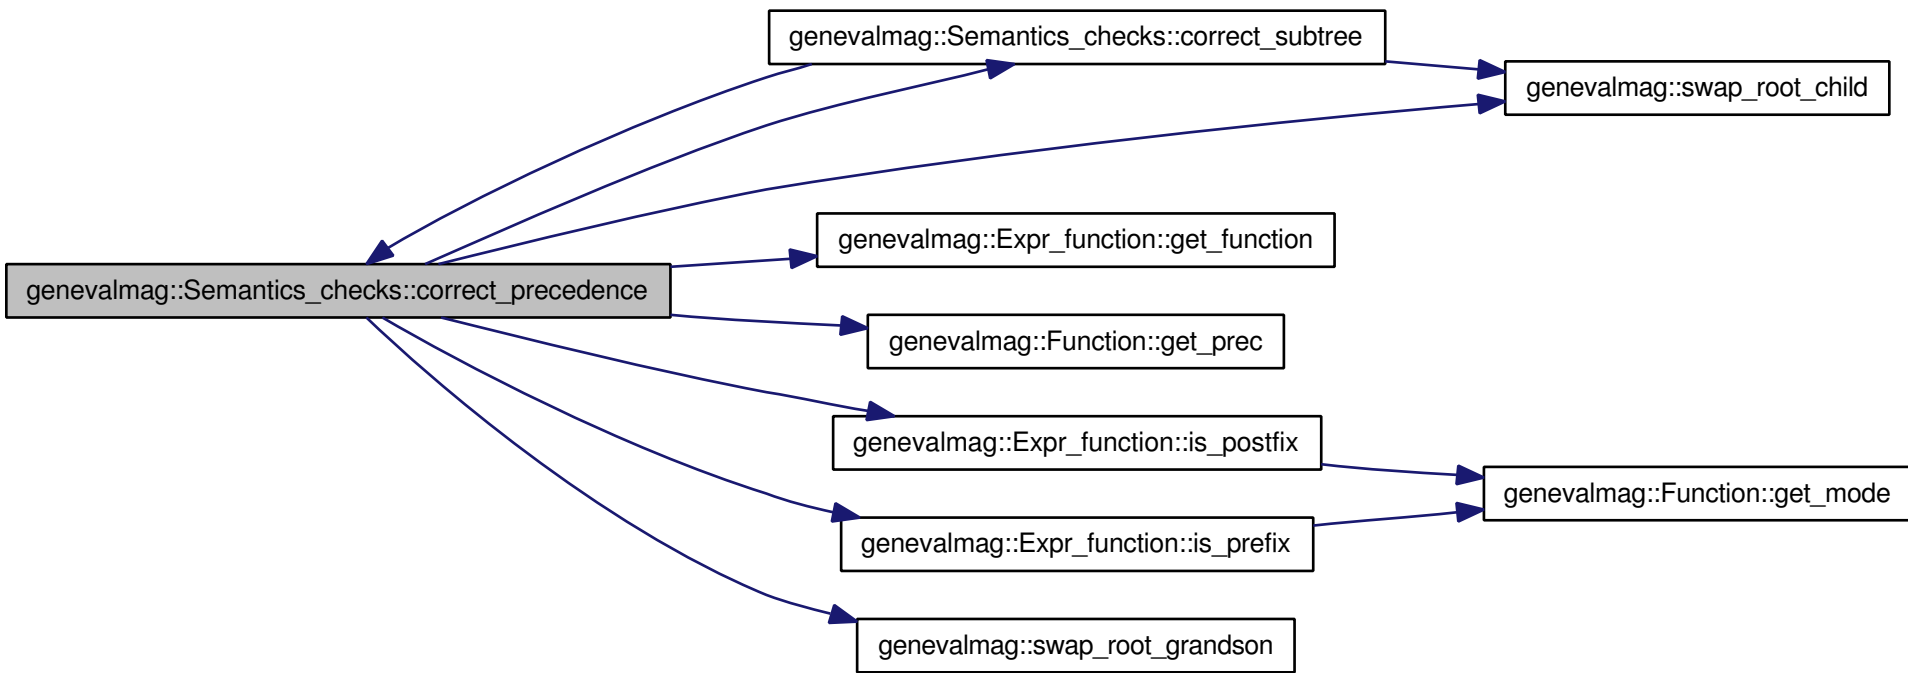 genevalmag::Semantics_checks::correct_subtree
genevalmag::swap_root_child
genevalmag::Expr_function::get_function
genevalmag::Semantics_checks::correct_precedence
genevalmag::Function::get_prec
genevalmag::Expr_function::is_postfix
genevalmag::Function::get_mode
genevalmag::Expr_function::is_prefix
genevalmag::swap_root_grandson